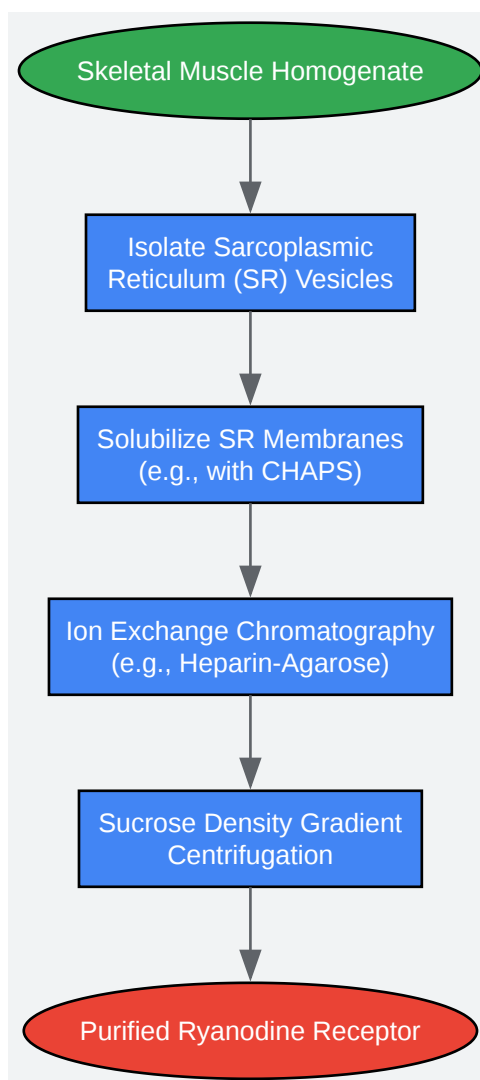 Skeletal Muscle Homogenate
Isolate Sarcoplasmic
Reticulum (SR) Vesicles
Solubilize SR Membranes
(e.g., with CHAPS)
Ion Exchange Chromatography
(e.g., Heparin-Agarose)
Sucrose Density Gradient
Centrifugation
Purified Ryanodine Receptor